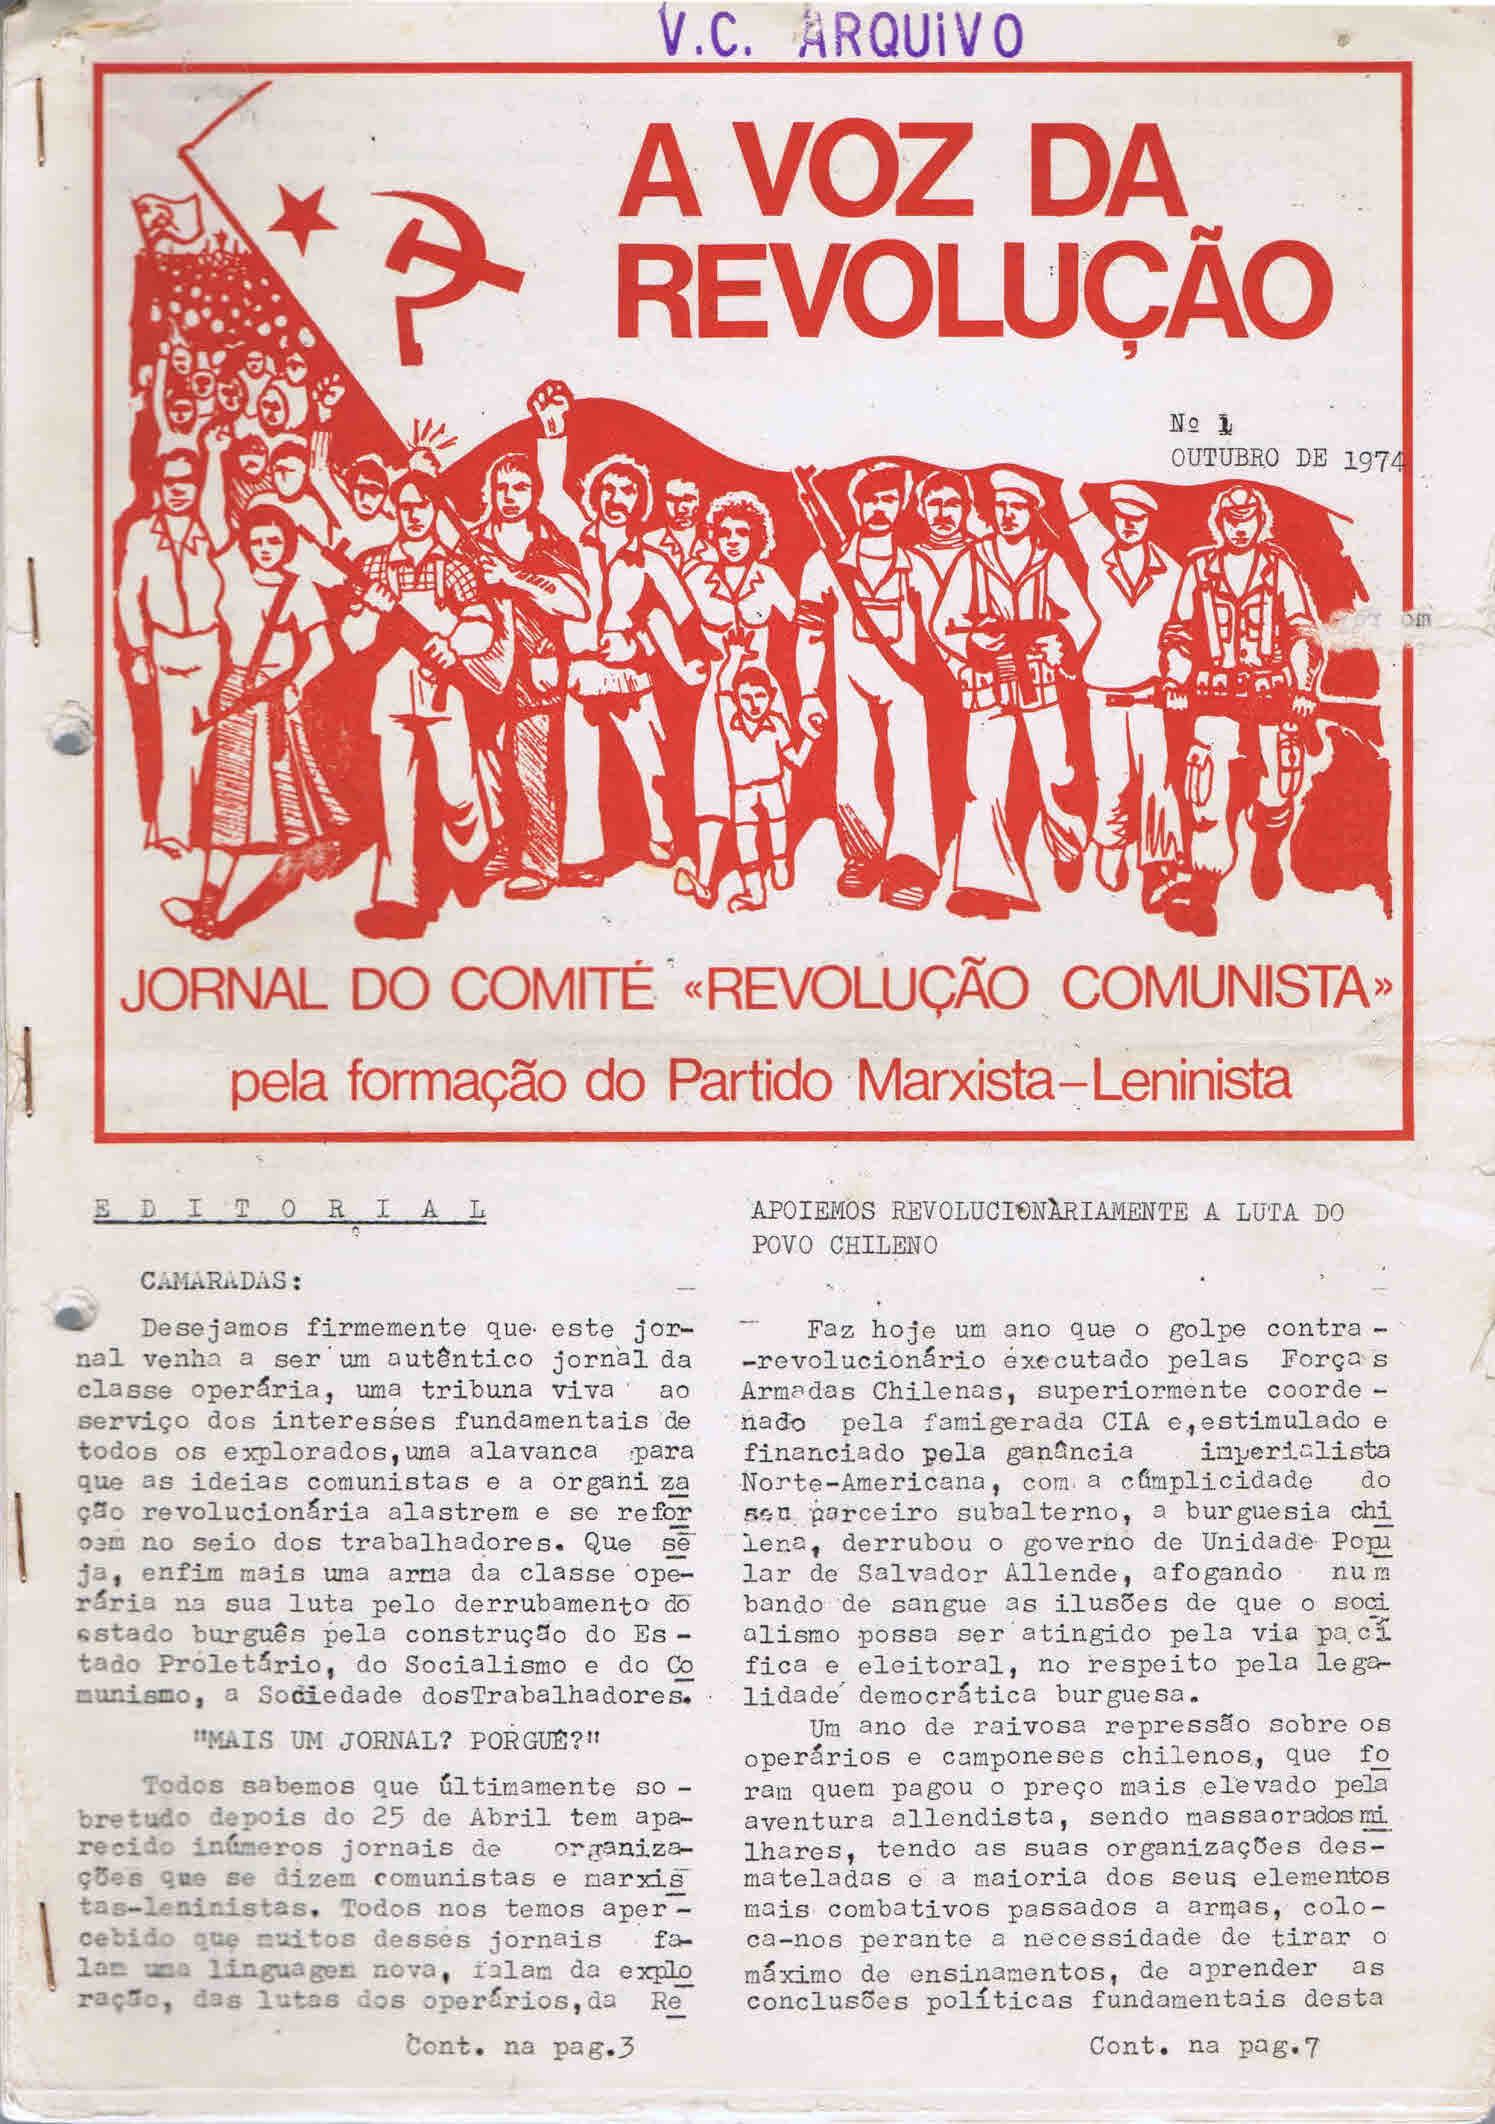 V.C. ARQUIVO
A VOZ DA
REVOLUÇÃO
Nº 1
OUTUBRO DE 1974
JORNAL DO COMITÉ «REVOLUÇÃO COMUNISTA»
pela formação do Partido Marxista-Leninista
EDITORIAL
CAMARADAS:
Desejamos firmemente que este jor-
nal venha a ser um autêntico jornal da
classe operária, uma tribuna viva ao
serviço dos interesses fundamentais de
todos os explorados,uma alavanca para
que as ideias comunistas e a organi za
ção revolucionária alastrem e se refor
cem no seio dos trabalhadores. Que se
ja, enfim mais uma arma da classe ope-
rária na sua luta pelo derrubamento do
estado burguês pela construção do Es -
tado Proletário, do Socialismo e do Co
munismo, a Sociedade dosTrabalhadores.
"MAIS UM JORNAL? PORGUÊ?"
Todos sabemos que últimamente so -
bretudo depois do 25 de Abril tem apa-
recido inúmeros jornais de organiza-
ções que se dizem comunistas e marxis
tas-leninistas. Todos nos temos aper -
cebido que muitos desses jornais fa-
lam uma linguagem nova, falam da explo
ração, das lutas dos operários,da Re
Cont. na pag.3
APOIEMOS REVOLUCIONÀRIAMENTE A LUTA DO
POVO CHILENO
Faz hoje um ano que o golpe contra -
-revolucionário executado pelas Forças
Armadas Chilenas, superiormente coorde -
nado pela famigerada CIA e,estimulado e
financiado pela ganância imperialista
Norte-Americana, com a cúmplicidade do
seu parceiro subalterno, a burguesia chi
lena, derrubou o governo de Unidade Popu
lar de Salvador Allende, afogando num
bando de sangue as ilusões de que o soci
alismo possa ser atingido pela via pací
fica e eleitoral, no respeito pela lega-
lidade democrática burguesa.
Um ano de raivosa repressão sobre os
operários e camponeses chilenos, que fo
ram quem pagou o preço mais elevado pela
aventura allendista, sendo massacrados mi
lhares, tendo as suas organizações des-
mateladas e a maioria dos seus elementos
mais combativos passados a armas, colo-
ca-nos perante a necessidade de tirar o
máximo de ensinamentos, de aprender as
conclusões políticas fundamentais desta
Cont. na pag.7